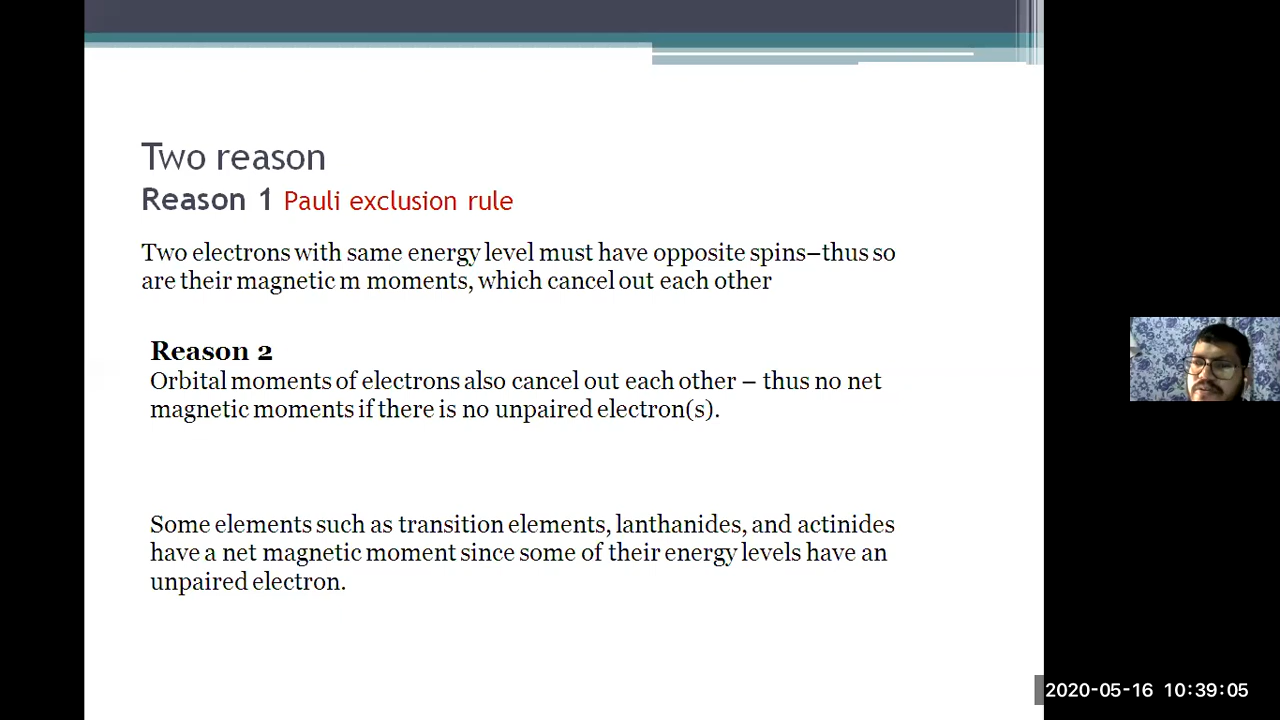 Two reason
Reason 1 Pauli exclusion rule
Two electrons with same energy level must have opposite spins–thus so
are their magnetic m moments, which cancel out each other
Reason 2
Orbital moments of electrons also cancel out each other – thus no net
magnetic moments if there is no unpaired electron(s).
Some elements such as transition elements, lanthanides, and actinides
have a net magnetic moment since some of their energy levels have an
unpaired electron.
2020-05-16 10:39:05